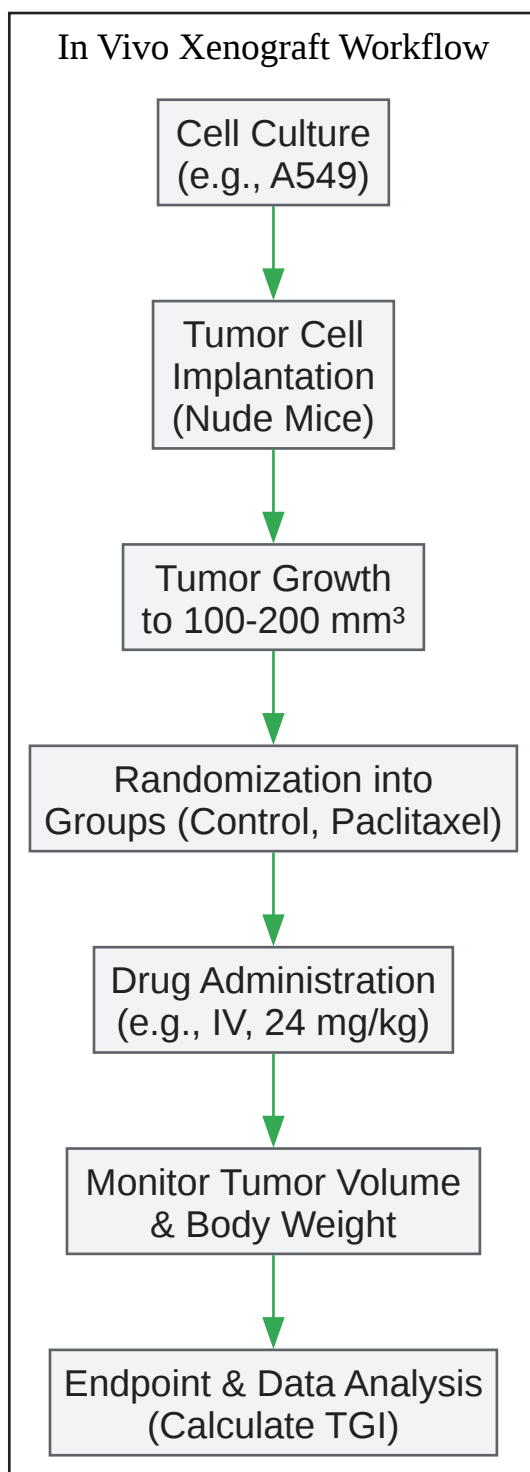 In Vivo Xenograft Workflow
Cell Culture
(e.g., A549)
Tumor Cell
Implantation
(Nude Mice)
Tumor Growth
to 100-200 mm³
Randomization into
Groups (Control, Paclitaxel)
Drug Administration
(e.g., IV, 24 mg/kg)
Monitor Tumor Volume
& Body Weight
Endpoint & Data Analysis
(Calculate TGI)